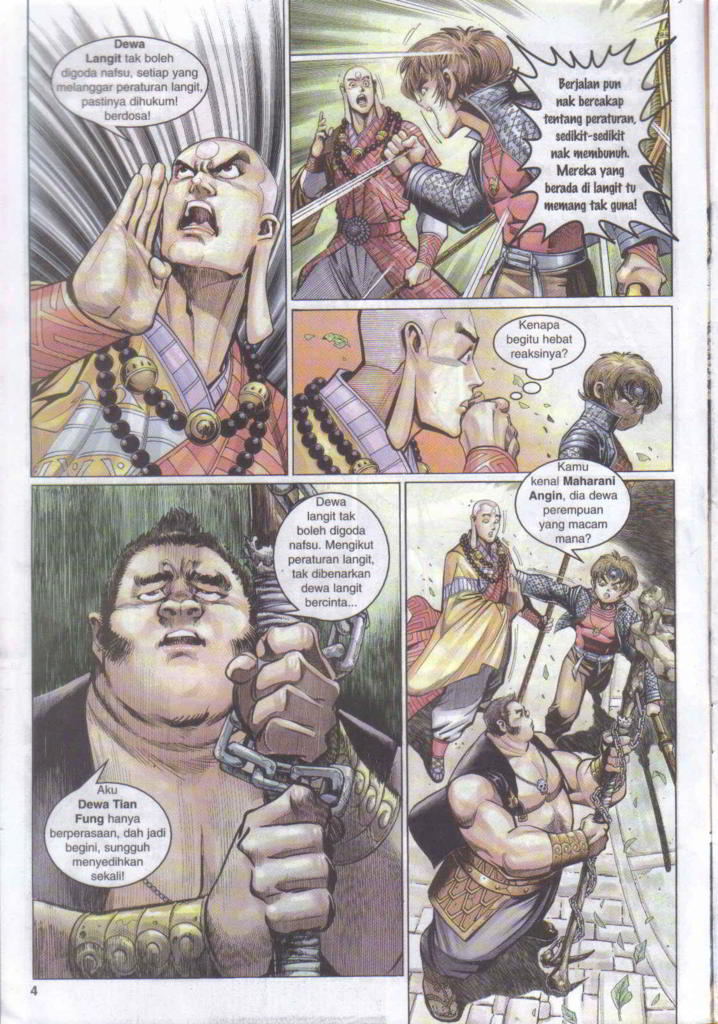 Dewa
Langit tak boleh
digoda nafsu, setiap yang
melanggar peraturan langit,
pastinya dihukum!
berdosa!
Berjalan pun
nak bercakap
tentang peraturan,
sedikit-sedikit
nak membunuh.
Mereka yang
berada di langit tu
memang tak guna!
Kenapa
begitu hebat
reaksinya?
Dewa
langit tak
boleh digoda
nafsu. Mengikut
peraturan langit,
tak dibenarkan
dewa langit
bercinta...
Aku
Dewa Tian
Fung hanya
berperasaan, dah jadi
begini, sungguh
menyedihkan
sekali!
Kamu
kenal Maharani
Angin, dia dewa
perempuan
yang macam
mana?
4